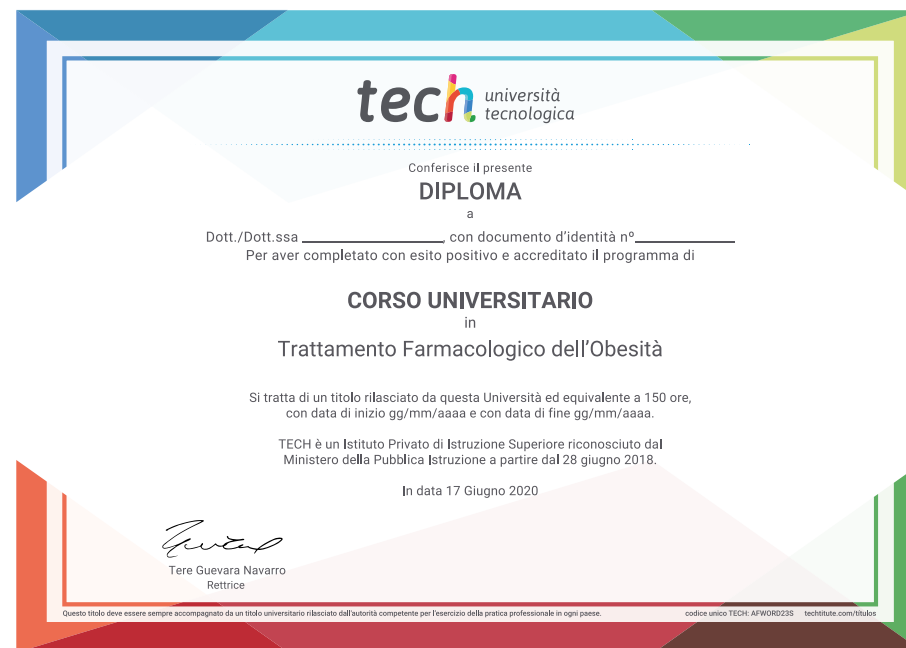 tech università
tecnologica
Conferisce il presente
DIPLOMA
a
Dott./Dott.ssa ________________, con documento d'identità nº____________
Per aver completato con esito positivo e accreditato il programma di
CORSO UNIVERSITARIO
in
Trattamento Farmacologico dell'Obesità
Si tratta di un titolo rilasciato da questa Università ed equivalente a 150 ore,
con data di inizio gg/mm/aaaa e con data di fine gg/mm/aaaa.
TECH è un Istituto Privato di Istruzione Superiore riconosciuto dal
Ministero della Pubblica Istruzione a partire dal 28 giugno 2018.
In data 17 Giugno 2020
Tere Guevara Navarro
Rettrice
Questo titolo deve essere sempre accompagnato da un titolo universitario rilasciato dall'autorità competente per l'esercizio della pratica professionale in ogni paese. codice unico TECH: AFWORD23S techtitute.com/títulos